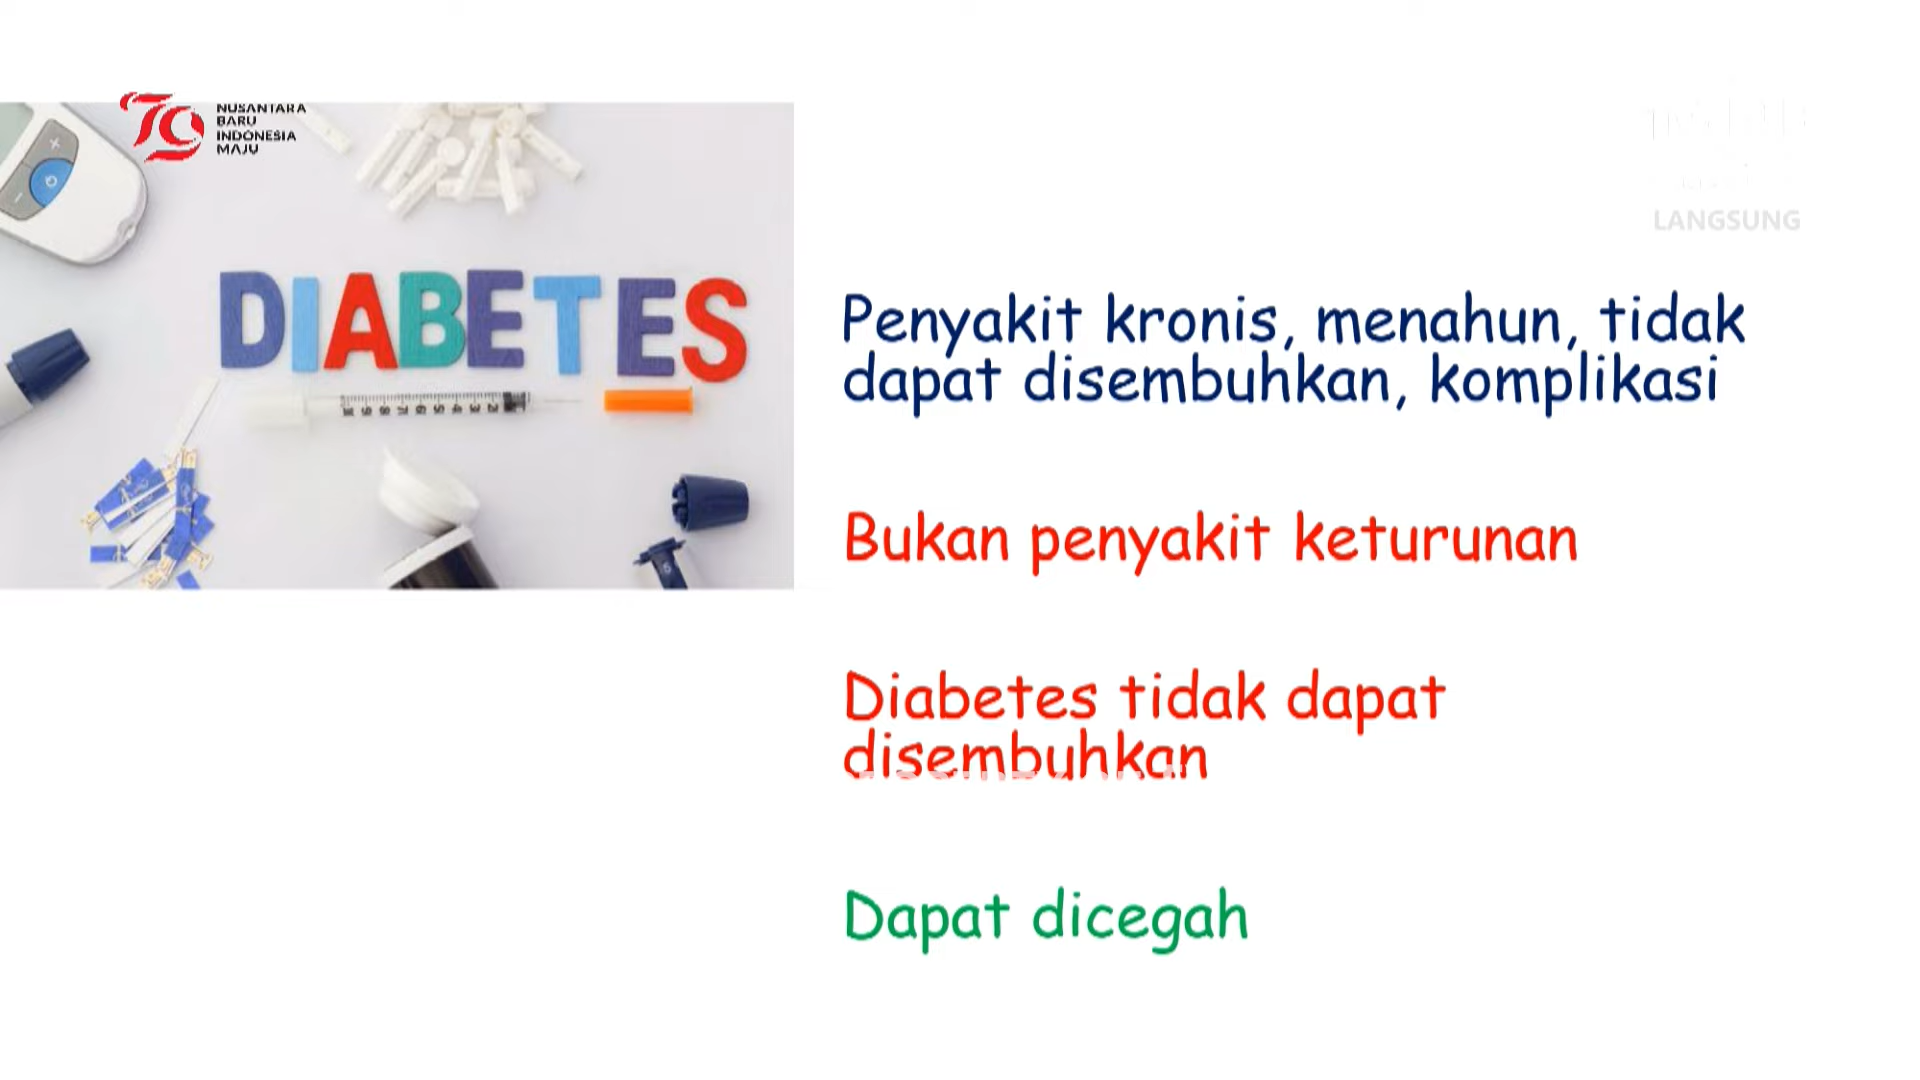 79
NUSANTARA
BARU
INDONESIA
MAJU
LANGSUNG
DIABETES
Penyakit kronis, menahun, tidak
dapat disembuhkan, komplikasi
Bukan penyakit keturunan
Diabetes tidak dapat
disembuhkan
Dapat dicegah